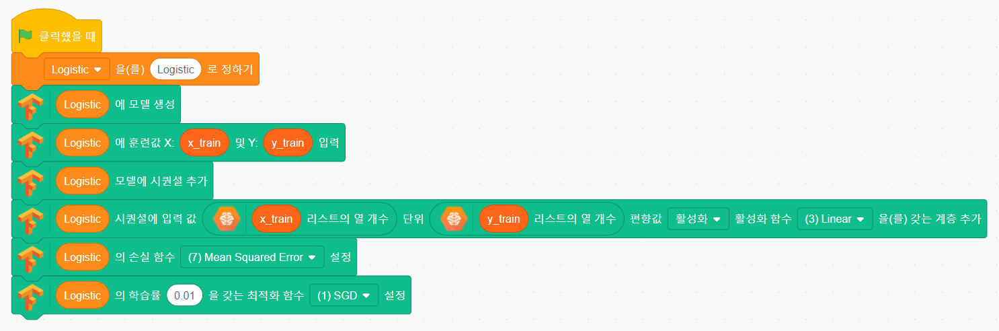 클릭했을 때
Logistic 을(를) Logistic 로 정하기
Logistic 에 모델 생성
Logistic 에 훈련값 X: x_train 및 Y: y_train 입력
Logistic 모델에 시퀀셜 추가
Logistic 시퀀셜에 입력 값 x_train 리스트의 열 개수 단위 y_train 리스트의 열 개수 편향값 활성화 활성화 함수 (3) Linear 을(를) 갖는 계층 추가
Logistic 의 손실 함수 (7) Mean Squared Error 설정
Logistic 의 학습률 0.01 을 갖는 최적화 함수 (1) SGD 설정